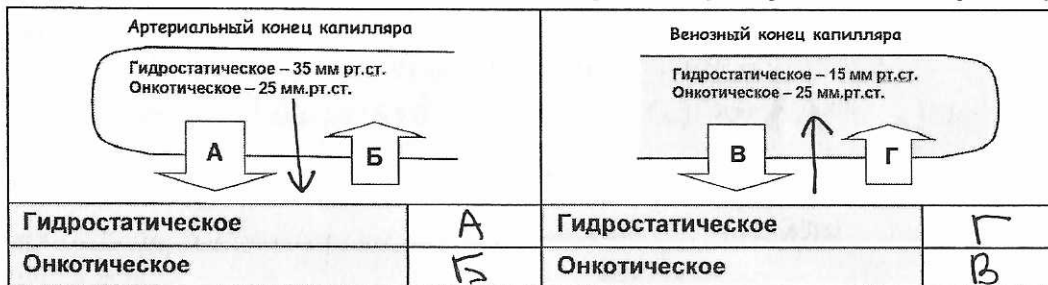 Артериальный конец капилляра
Гидростатическое – 35 мм рт.ст.
Онкотическое – 25 мм.рт.ст.
А
Б
Венозный конец капилляра
Гидростатическое – 15 мм рт.ст.
Онкотическое – 25 мм.рт.ст.
В
Г
Гидростатическое А Гидростатическое Г
Онкотическое Б Онкотическое В